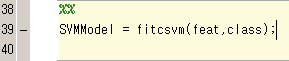 38 %%
39 – SVMModel = fitcsvm(feat,class);
40